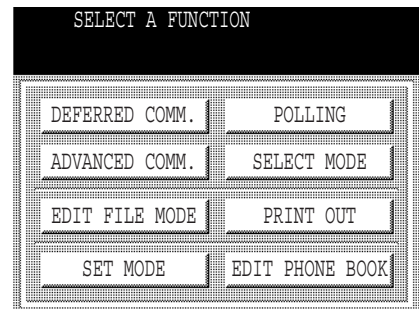 SELECT A FUNCTION
DEFERRED COMM. POLLING
ADVANCED COMM. SELECT MODE
EDIT FILE MODE PRINT OUT
SET MODE EDIT PHONE BOOK